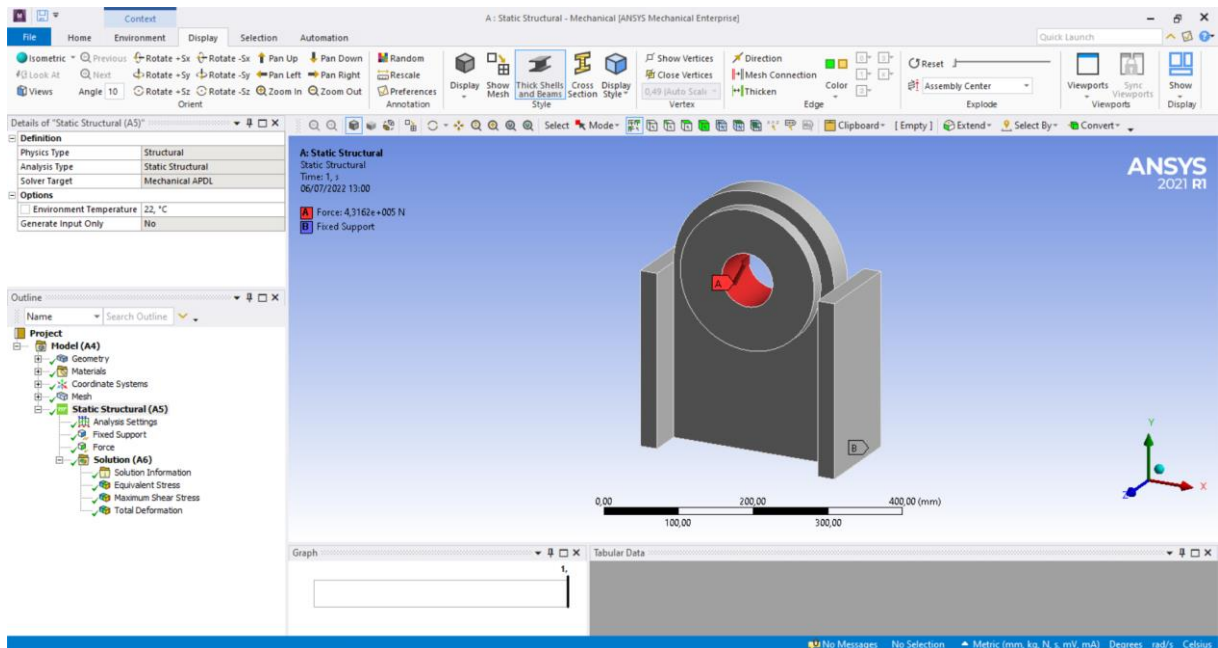 Context
A : Static Structural - Mechanical [ANSYS Mechanical Enterprise]
File Home Environment Display Selection Automation
Quick Launch
Isometric Previous Rotate +Sx Rotate -Sx Pan Up Pan Down Random
Look At Next Rotate +Sy Rotate -Sy Pan Left Pan Right Rescale
Views Angle 10 Rotate +Sz Rotate -Sz Zoom In Zoom Out Preferences
Orient Annotation
Display Show Mesh Thick Shells and Beams Cross Section Display Style
Style
Show Vertices
Close Vertices
0,49 (Auto Scale
Vertex
Direction
Mesh Connection
Thicken
Color
Edge
Reset
Assembly Center
Explode
Viewports Sync Viewports
Viewports
Show
Display
Details of "Static Structural (A5)"
Select Mode Clipboard [ Empty ] Extend Select By Convert
Definition
Physics Type Structural
Analysis Type Static Structural
Solver Target Mechanical APDL
Options
Environment Temperature 22, °C
Generate Input Only No
A: Static Structural
Static Structural
Time: 1, s
06/07/2022 13:00
A Force: 4,3162e+005 N
B Fixed Support
ANSYS
2021 R1
A
B
Y
X
Z
0,00 200,00 400,00 (mm)
100,00 300,00
Outline
Name Search Outline
Project
Model (A4)
Geometry
Materials
Coordinate Systems
Mesh
Static Structural (A5)
Analysis Settings
Fixed Support
Force
Solution (A6)
Solution Information
Equivalent Stress
Maximum Shear Stress
Total Deformation
Graph
1,
Tabular Data
No Messages No Selection Metric (mm, kg, N, s, mV, mA) Degrees rad/s Celsius